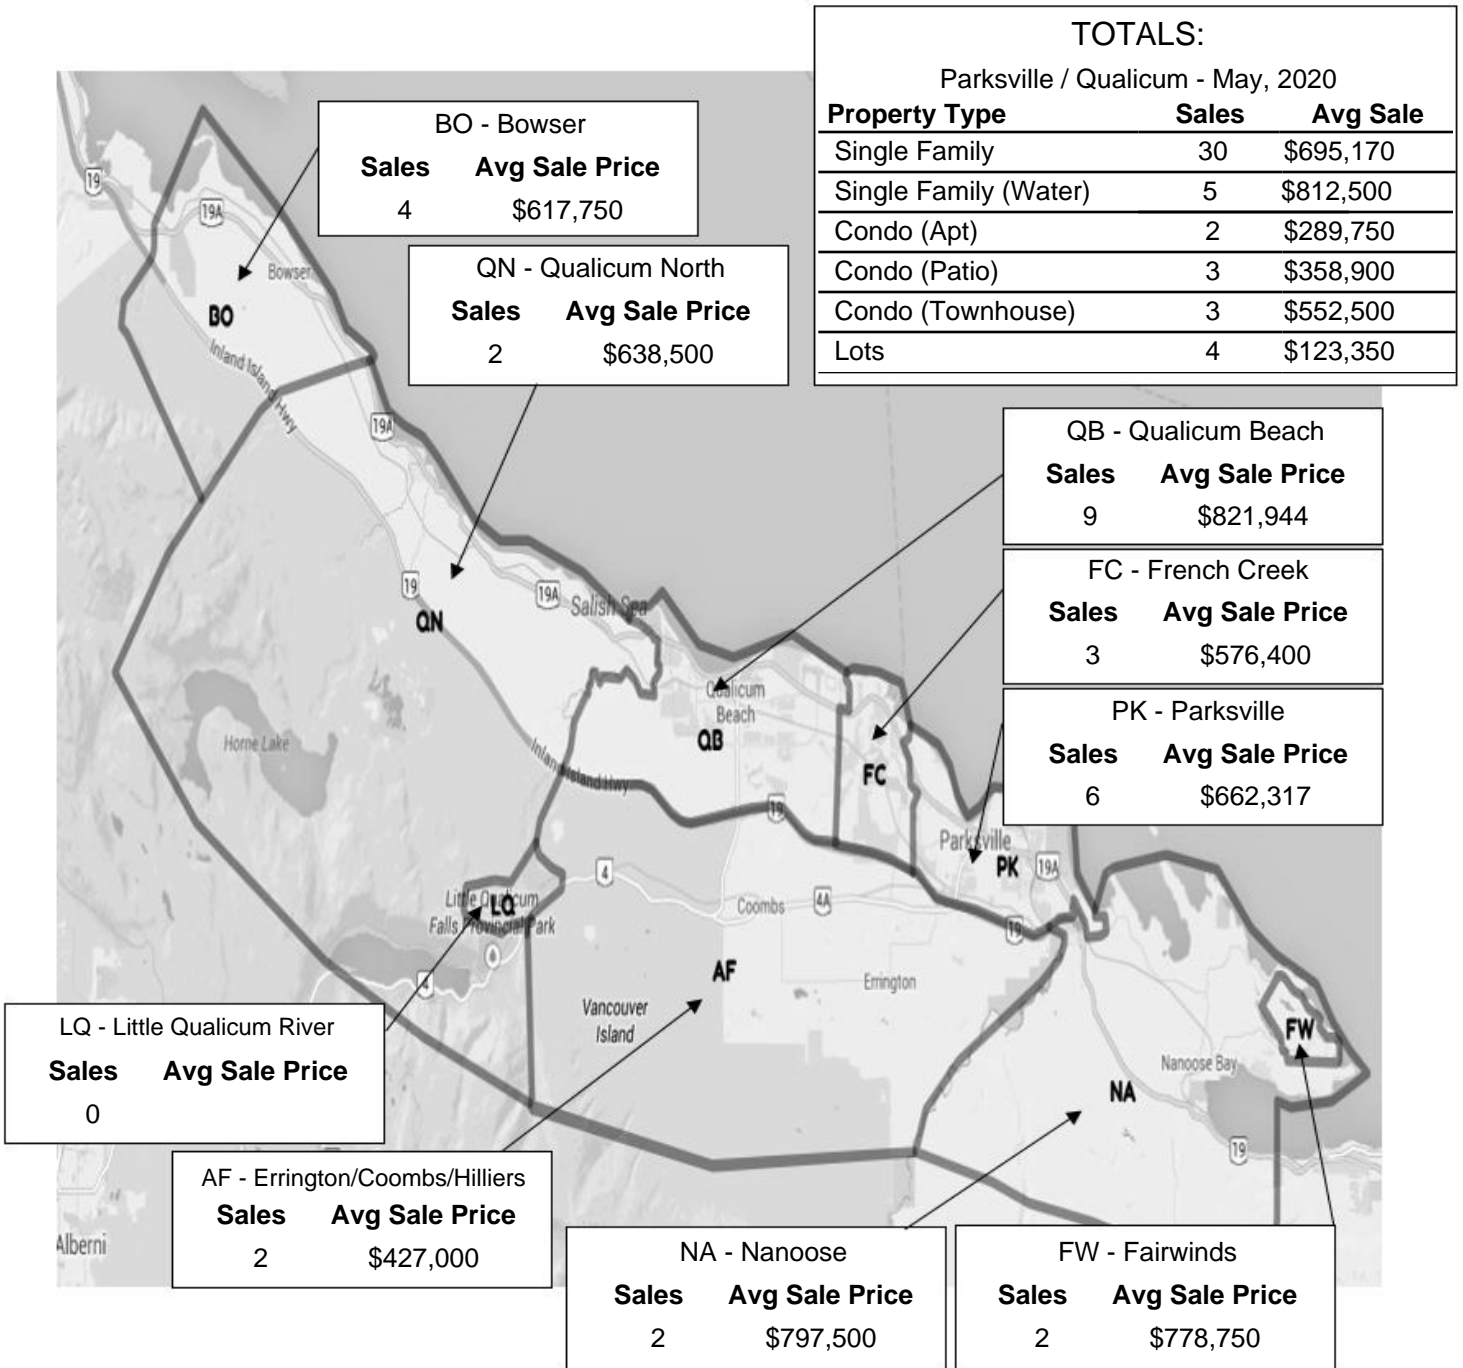 TOTALS:
Parksville / Qualicum - May, 2020
Property Type Sales Avg Sale
Single Family 30 $695,170
Single Family (Water) 5 $812,500
Condo (Apt) 2 $289,750
Condo (Patio) 3 $358,900
Condo (Townhouse) 3 $552,500
Lots 4 $123,350
BO - Bowser
Sales Avg Sale Price
4 $617,750
QN - Qualicum North
Sales Avg Sale Price
2 $638,500
QB - Qualicum Beach
Sales Avg Sale Price
9 $821,944
FC - French Creek
Sales Avg Sale Price
3 $576,400
PK - Parksville
Sales Avg Sale Price
6 $662,317
LQ - Little Qualicum River
Sales Avg Sale Price
0
AF - Errington/Coombs/Hilliers
Sales Avg Sale Price
2 $427,000
NA - Nanoose
Sales Avg Sale Price
2 $797,500
FW - Fairwinds
Sales Avg Sale Price
2 $778,750
19
19A
Bowser
BO
Inland Island Hwy
19A
19
19A
Salish Sea
QN
Qualicum
Beach
QB
Horne Lake
Inland Island Hwy
FC
19
Parksville
PK
19A
4
Little Qualicum
Falls Provincial Park
LQ
Coombs
4A
19
4
AF
Errington
Vancouver
Island
FW
Nanoose Bay
NA
19
Alberni